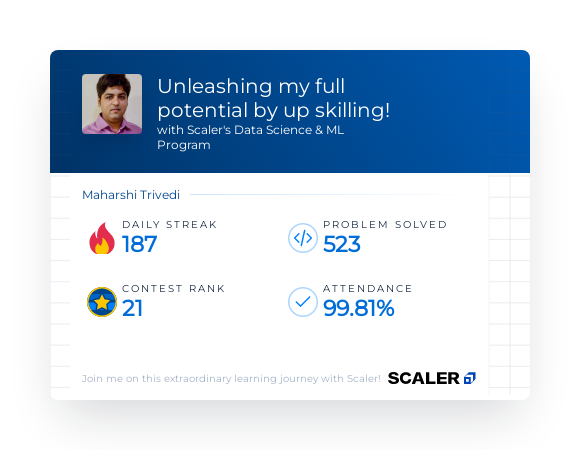 Unleashing my full
potential by up skilling!
with Scaler's Data Science & ML
Program
Maharshi Trivedi
DAILY STREAK
187
PROBLEM SOLVED
523
CONTEST RANK
21
ATTENDANCE
99.81%
Join me on this extraordinary learning journey with Scaler! SCALER